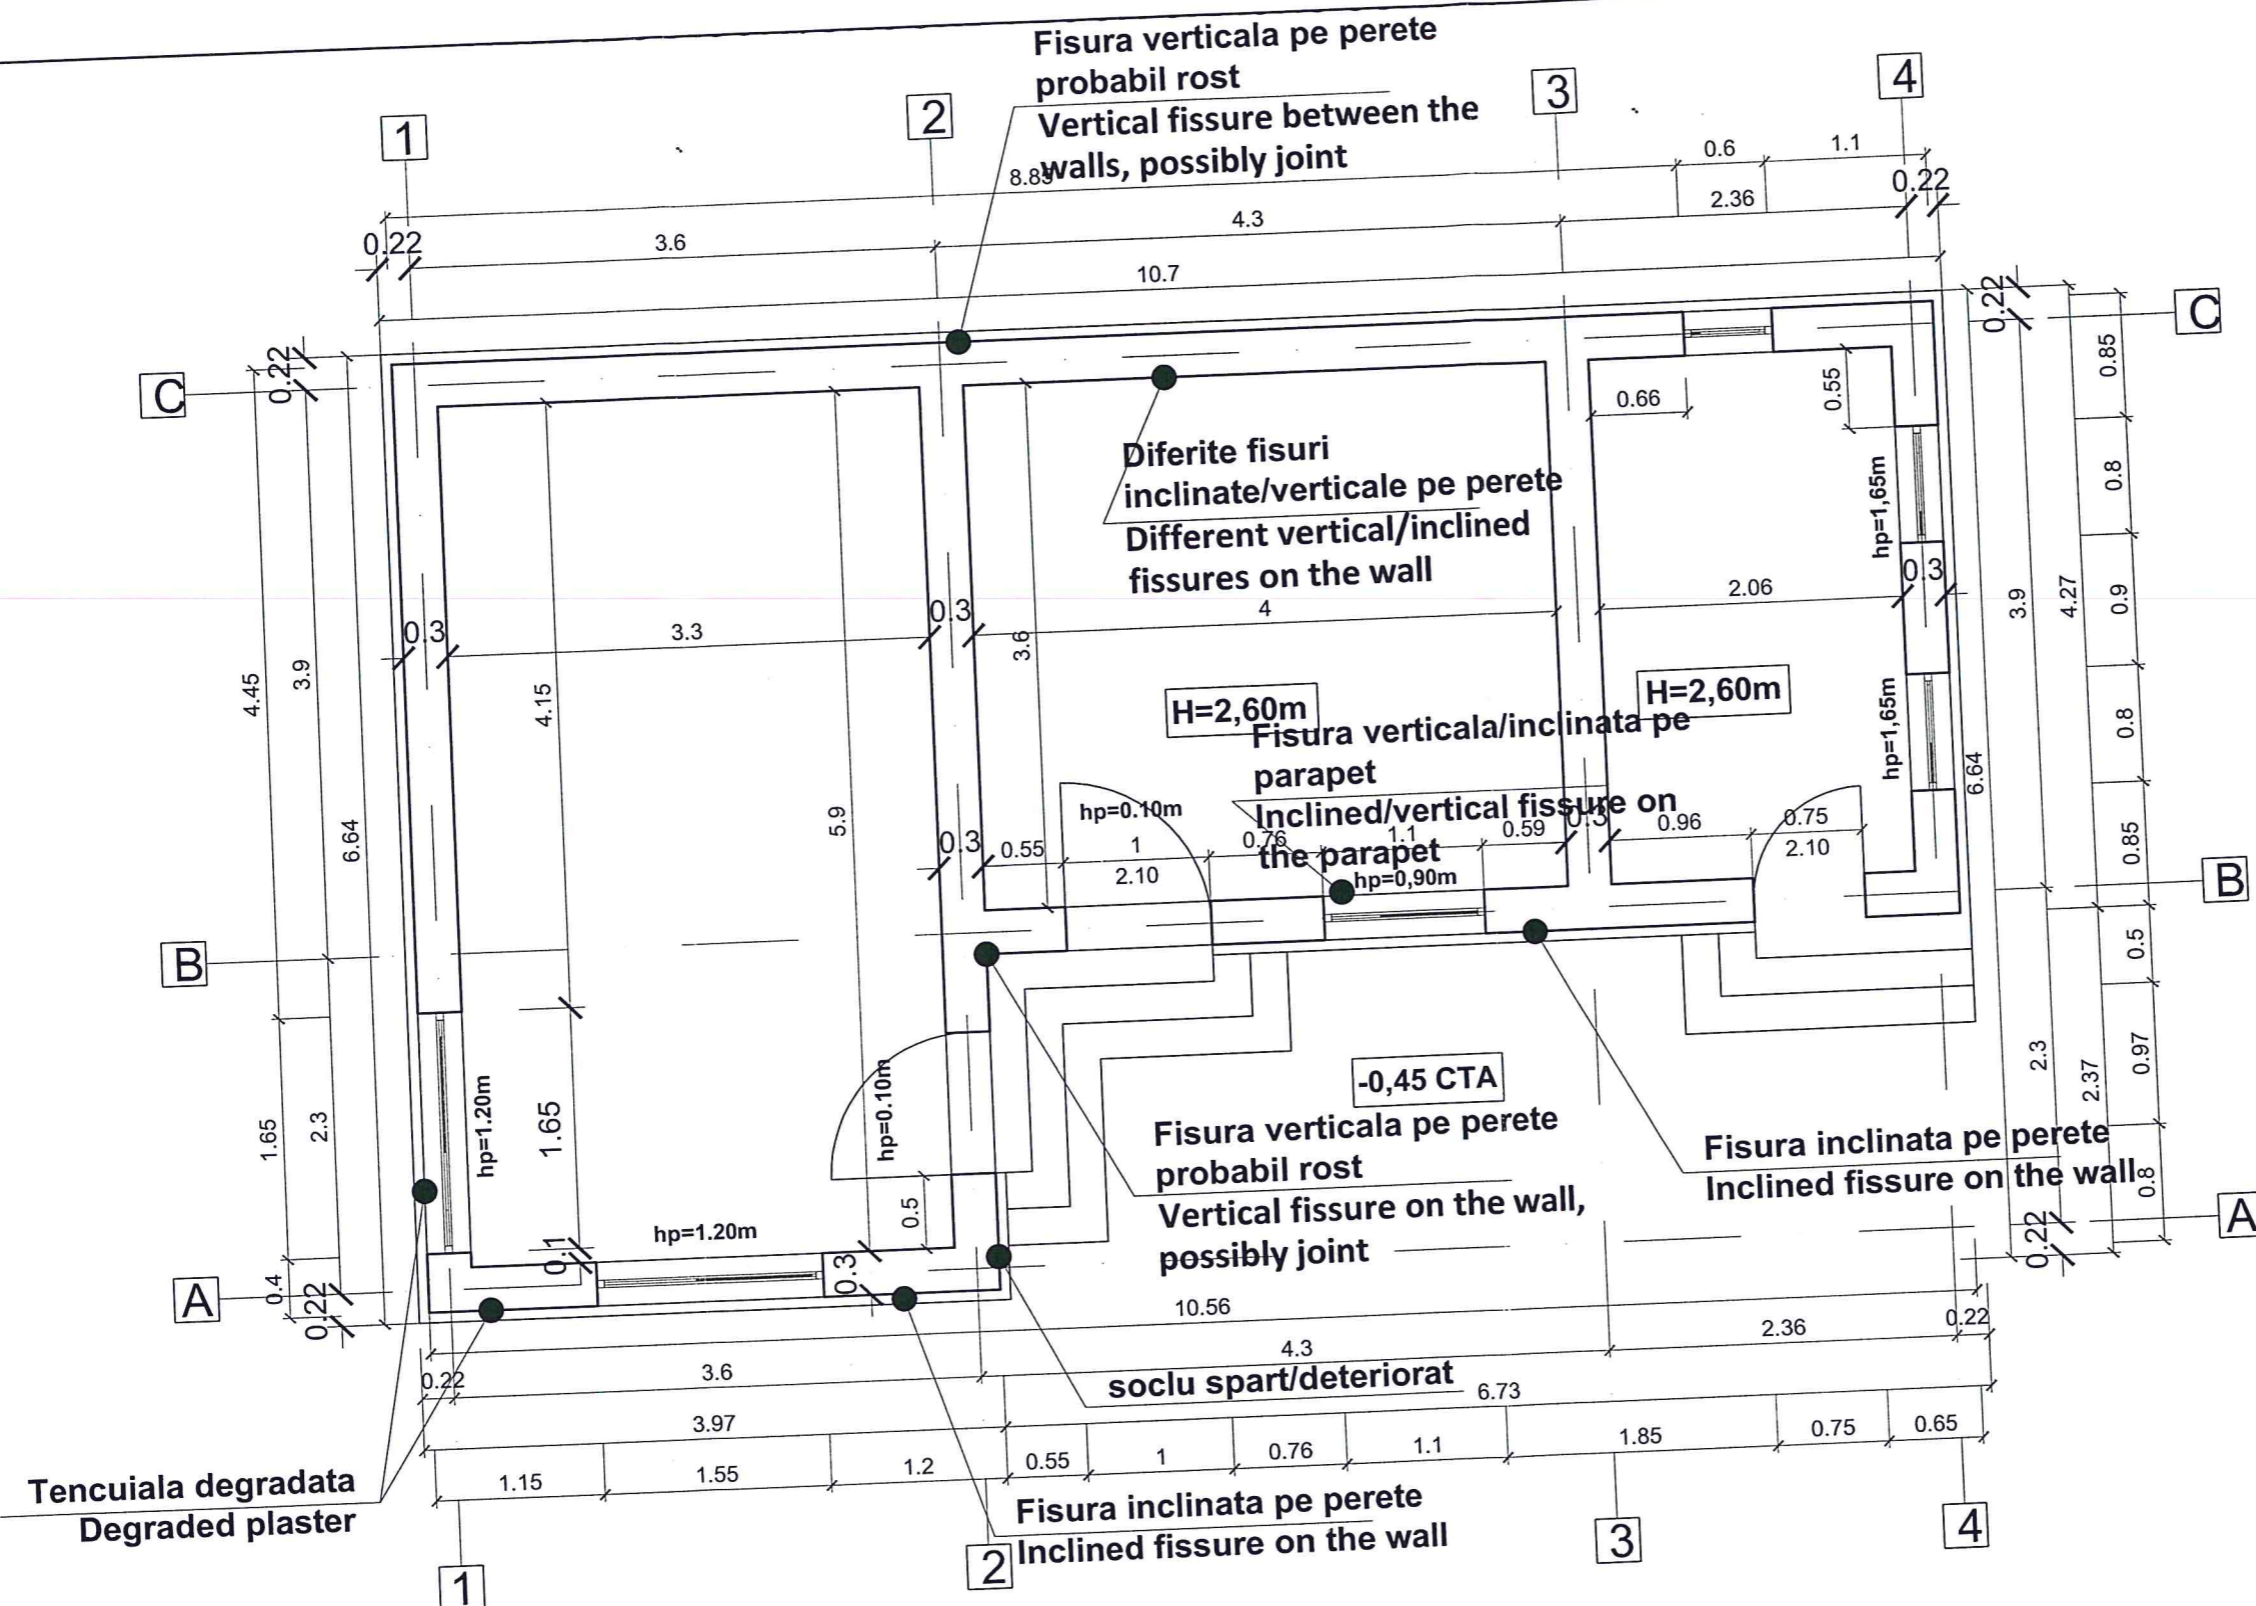 Fisura verticala pe perete
probabil rost
Vertical fissure between the
walls, possibly joint
1
2
3
4
8.85
0.6
1.1
0.22
3.6
4.3
2.36
0.22
10.7
C
0.22
0.22
C
0.66
0.55
0.85
Diferite fisuri
inclinate/verticale pe perete
Different vertical/inclined
fissures on the wall
hp=1,65m
0.8
0.3
3.3
0.3
4
2.06
0.3
4.45
3.9
4.15
3.6
3.9
4.27
0.9
H=2,60m
H=2,60m
Fisura verticala/inclinata pe
parapet
Inclined/vertical fissure on
the parapet
hp=1,65m
0.8
6.64
5.9
hp=0.10m
0.3
0.55
1
2.10
0.76
1.1
0.59
0.3
0.96
0.75
2.10
hp=0,90m
6.64
0.85
B
B
0.5
-0,45 CTA
1.65
2.3
hp=1.20m
1.65
hp=0.10m
2.3
2.37
0.97
Fisura verticala pe perete
probabil rost
Vertical fissure on the wall,
possibly joint
Fisura inclinata pe perete
Inclined fissure on the wall
0.8
0.5
hp=1.20m
0.1
0.3
A
0.4
0.22
0.22
A
10.56
4.3
2.36
0.22
0.22
3.6
soclu spart/deteriorat
6.73
3.97
1.15
1.55
1.2
0.55
1
0.76
1.1
1.85
0.75
0.65
Tencuiala degradata
Degraded plaster
Fisura inclinata pe perete
Inclined fissure on the wall
1
2
3
4